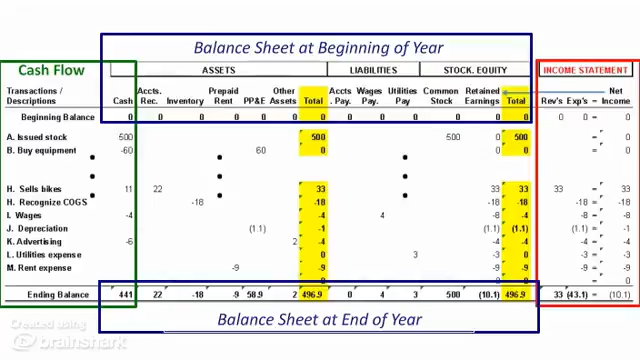 Balance Sheet at Beginning of Year
Cash Flow ASSETS LIABILITIES STOCK. EQUITY INCOME STATEMENT
Transactions / Descriptions Cash Accts. Rec. Inventory Prepaid Rent PP&E Other Assets Total Accts . Pay. Wages Pay. Utilities Pay Common Stock Retained Earnings Total Rev's Exp's = Net Income
Beginning Balance 0 0 0 0 0 0 0 0 0 0 0 0 0 0 0 = 0
A. Issued stock 500 500 500 0 500 = 0
B. Buy equipment -60 60 0 0 0 = 0
H. Sells bikes 11 22 33 33 33 33 = 33
H. Recognize COGS -18 -18 -18 -18 -18 = -18
I. Wages -4 -4 4 -8 -4 -8 = -8
J. Depreciation (1.1) -1 (1.1) (1.1) (1.1) = -1
K. Advertising -6 2 -4 -4 -4 -4 = -4
L. Utilities expense 0 3 -3 0 -3 = -3
M. Rent expense -9 -9 -9 -9 -9 = -9
0 0 = 0
Ending Balance 441 22 -18 -9 58.9 2 496.9 0 4 3 500 (10.1) 496.9 33 (43.1) = (10.1)
Balance Sheet at End of Year
Created using
brainshark